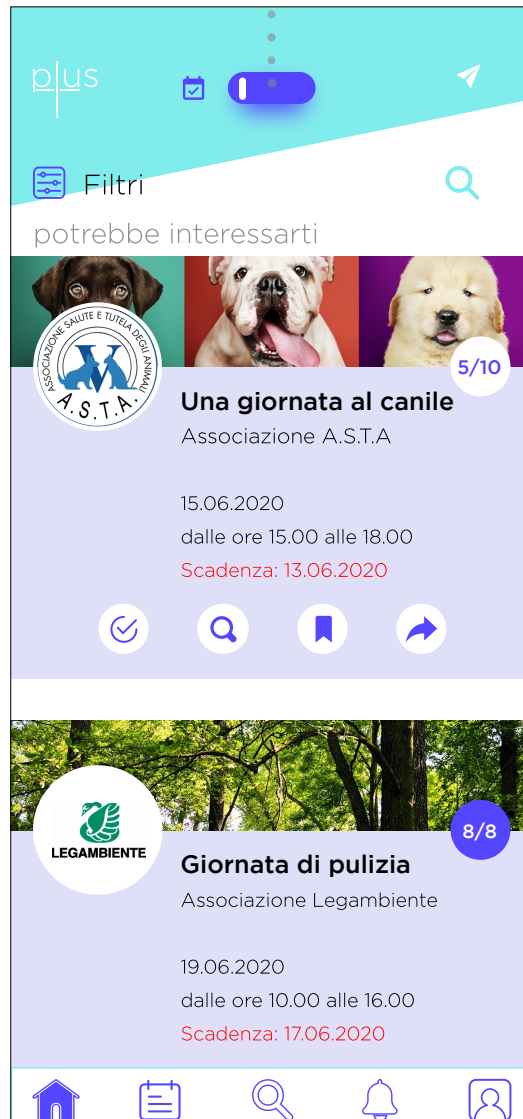 plus
Filtri
potrebbe interessarti
ASSOCIAZIONE SALUTE E TUTELA DEGLI ANIMALI
A.S.T.A.
5/10
Una giornata al canile
Associazione A.S.T.A
15.06.2020
dalle ore 15.00 alle 18.00
Scadenza: 13.06.2020
LEGAMBIENTE
8/8
Giornata di pulizia
Associazione Legambiente
19.06.2020
dalle ore 10.00 alle 16.00
Scadenza: 17.06.2020